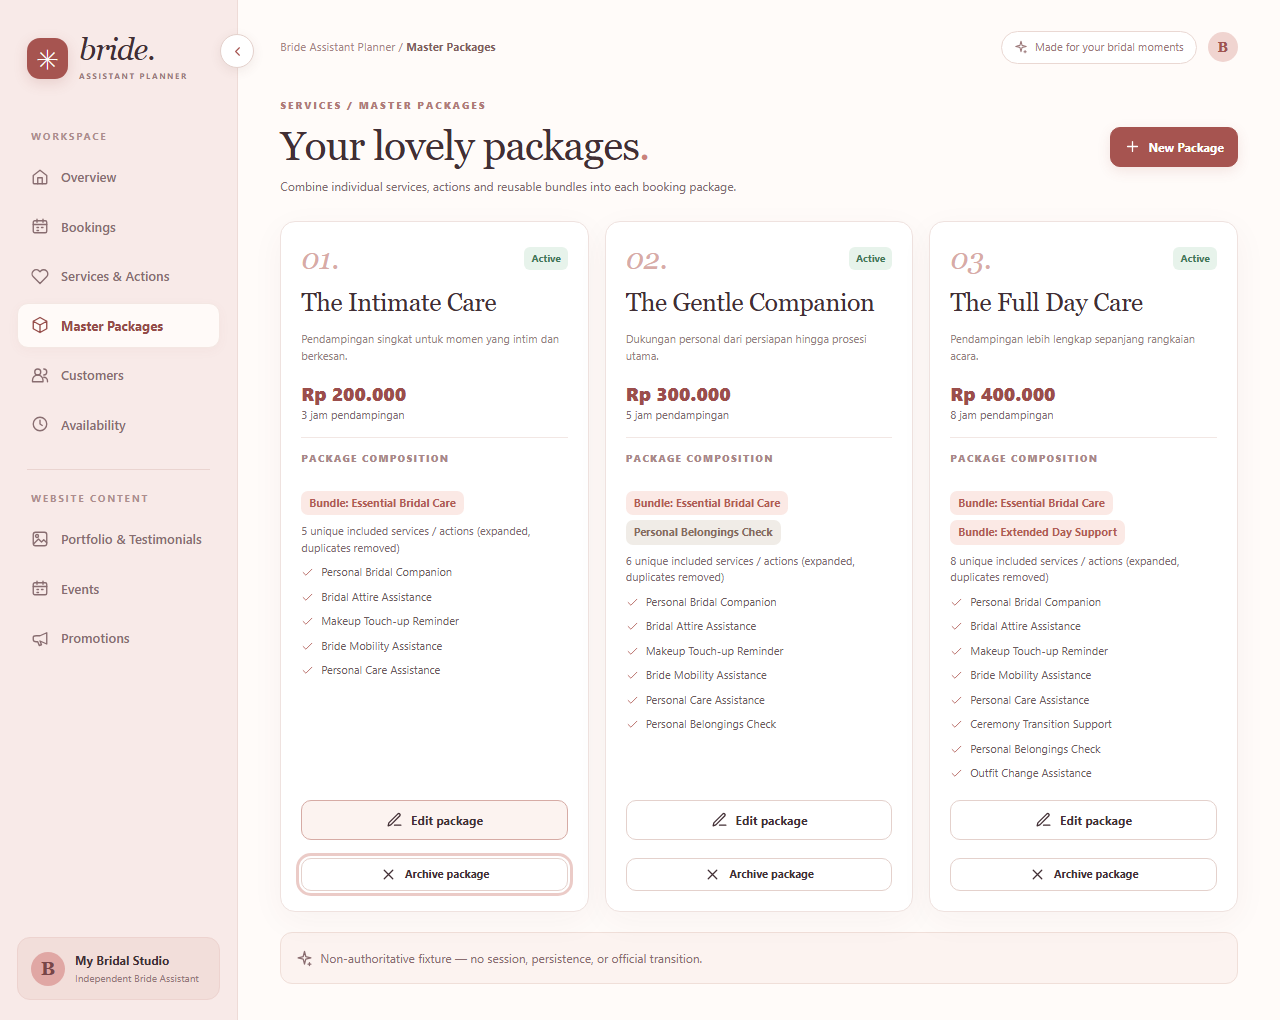 bride.
ASSISTANT PLANNER
WORKSPACE
Overview
Bookings
Services & Actions
Master Packages
Customers
Availability
WEBSITE CONTENT
Portfolio & Testimonials
Events
Promotions
B
My Bridal Studio
Independent Bride Assistant
Bride Assistant Planner / Master Packages
Made for your bridal moments
B
SERVICES / MASTER PACKAGES
Your lovely packages.
Combine individual services, actions and reusable bundles into each booking package.
New Package
01.
Active
The Intimate Care
Pendampingan singkat untuk momen yang intim dan
berkesan.
Rp 200.000
3 jam pendampingan
PACKAGE COMPOSITION
Bundle: Essential Bridal Care
5 unique included services / actions (expanded,
duplicates removed)
Personal Bridal Companion
Bridal Attire Assistance
Makeup Touch-up Reminder
Bride Mobility Assistance
Personal Care Assistance
Edit package
Archive package
02.
Active
The Gentle Companion
Dukungan personal dari persiapan hingga prosesi
utama.
Rp 300.000
5 jam pendampingan
PACKAGE COMPOSITION
Bundle: Essential Bridal Care
Personal Belongings Check
6 unique included services / actions (expanded,
duplicates removed)
Personal Bridal Companion
Bridal Attire Assistance
Makeup Touch-up Reminder
Bride Mobility Assistance
Personal Care Assistance
Personal Belongings Check
Edit package
Archive package
03.
Active
The Full Day Care
Pendampingan lebih lengkap sepanjang rangkaian
acara.
Rp 400.000
8 jam pendampingan
PACKAGE COMPOSITION
Bundle: Essential Bridal Care
Bundle: Extended Day Support
8 unique included services / actions (expanded,
duplicates removed)
Personal Bridal Companion
Bridal Attire Assistance
Makeup Touch-up Reminder
Bride Mobility Assistance
Personal Care Assistance
Ceremony Transition Support
Personal Belongings Check
Outfit Change Assistance
Edit package
Archive package
Non-authoritative fixture — no session, persistence, or official transition.